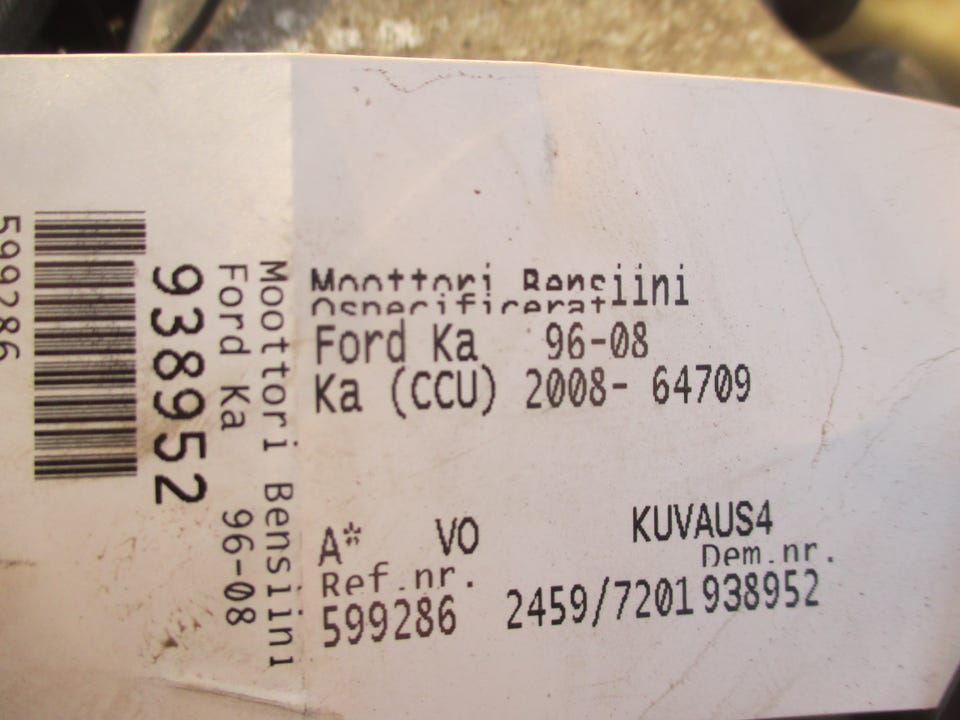 599286
938952
Ford Ka 96-08
Moottori Bensiini
Moottori Bensiini
Ospecificerat
Ford Ka 96-08
Ka (CCU) 2008- 64709
A* VO KUVAUS4
Ref.nr. Dem.nr.
599286 2459/7201 938952